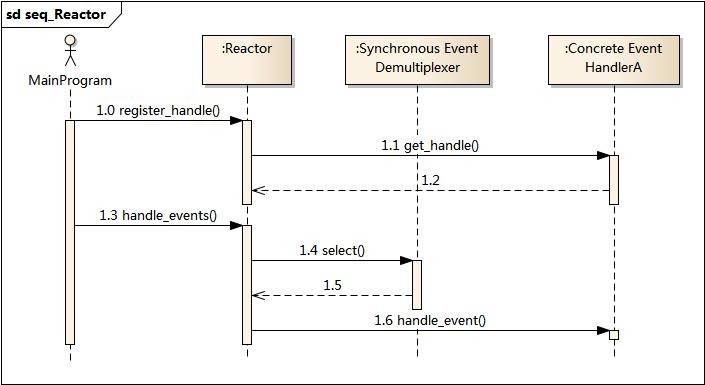 sd seq_Reactor
MainProgram
:Reactor
:Synchronous Event
Demultiplexer
:Concrete Event
HandlerA
1.0 register_handle()
1.1 get_handle()
1.2
1.3 handle_events()
1.4 select()
1.5
1.6 handle_event()